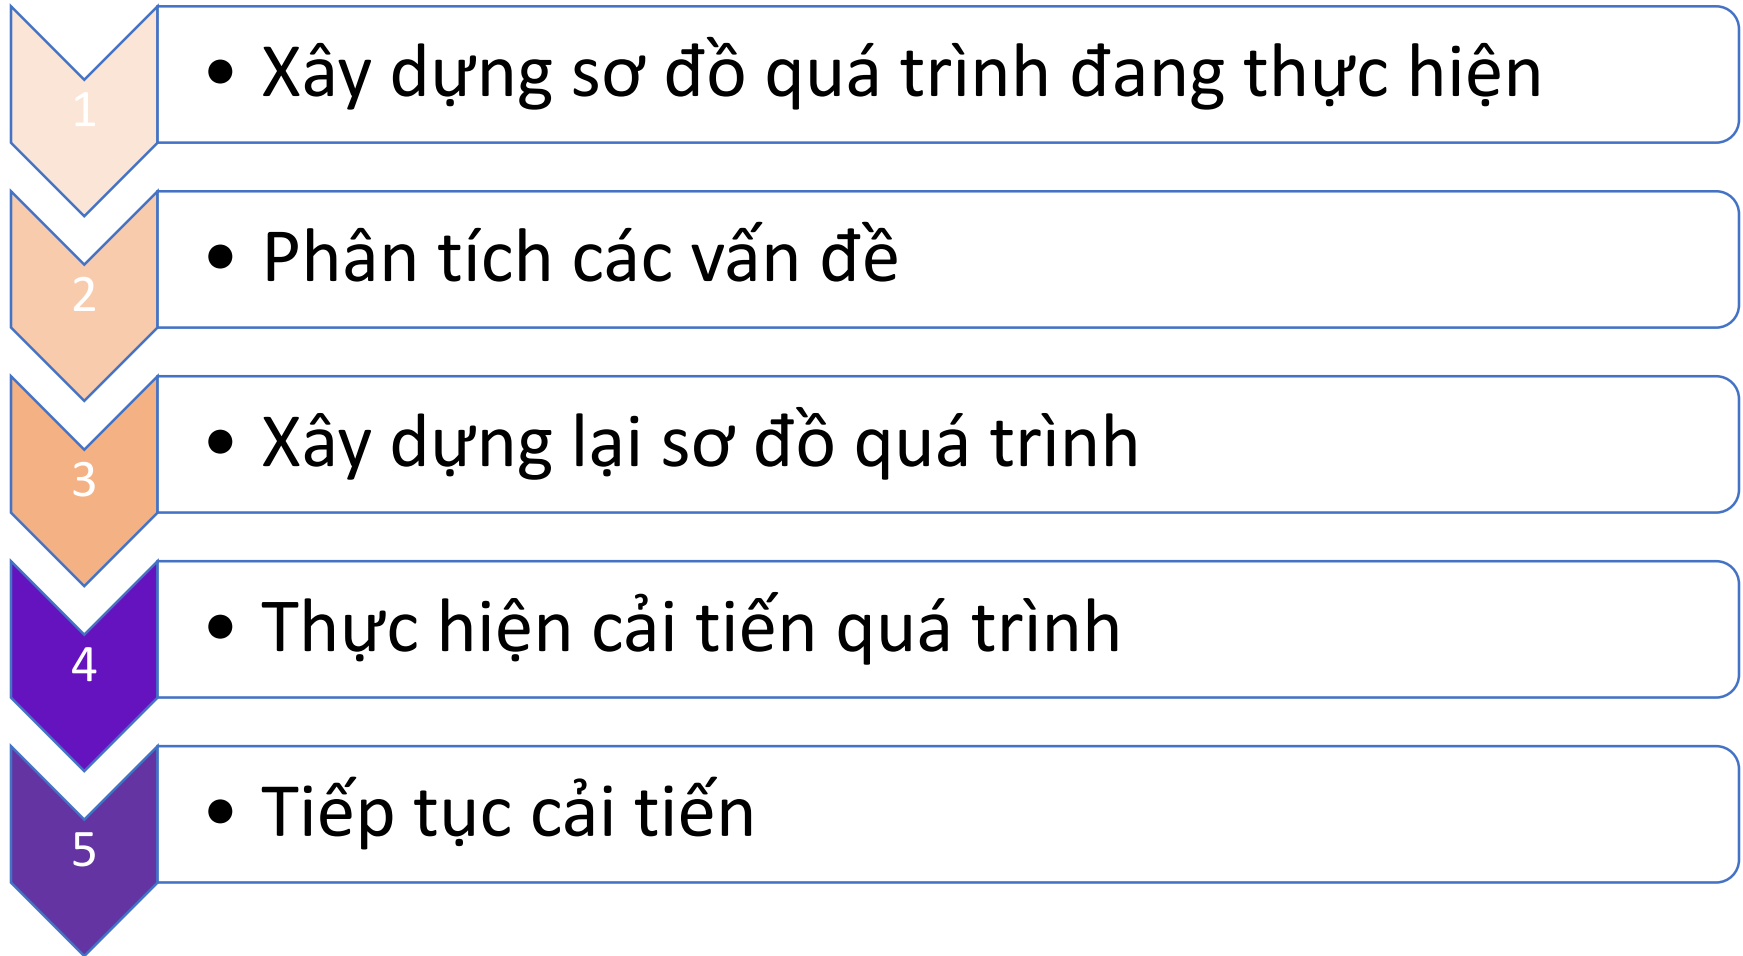 1
• Xây dựng sơ đồ quá trình đang thực hiện
2
• Phân tích các vấn đề
3
• Xây dựng lại sơ đồ quá trình
4
• Thực hiện cải tiến quá trình
5
• Tiếp tục cải tiến